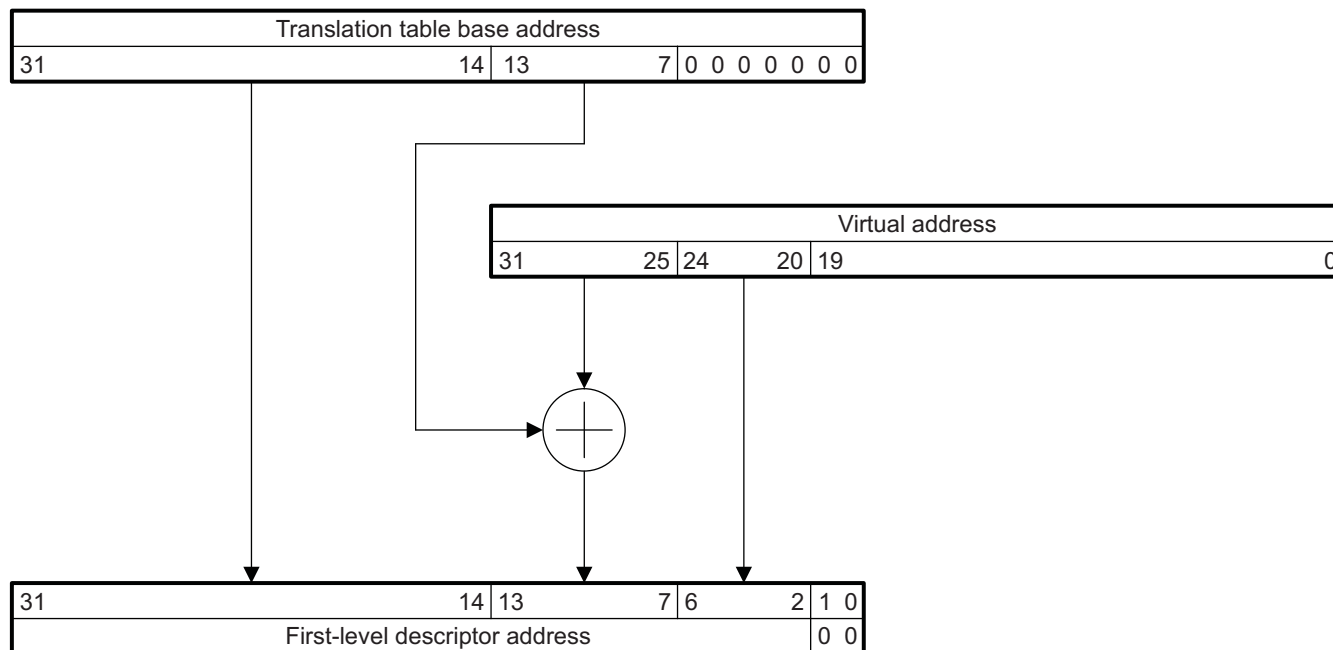 Translation table base address
31 14 13 7 0 0 0 0 0 0 0
Virtual address
31 25 24 20 19 0
31 14 13 7 6 2 1 0
First-level descriptor address 0 0